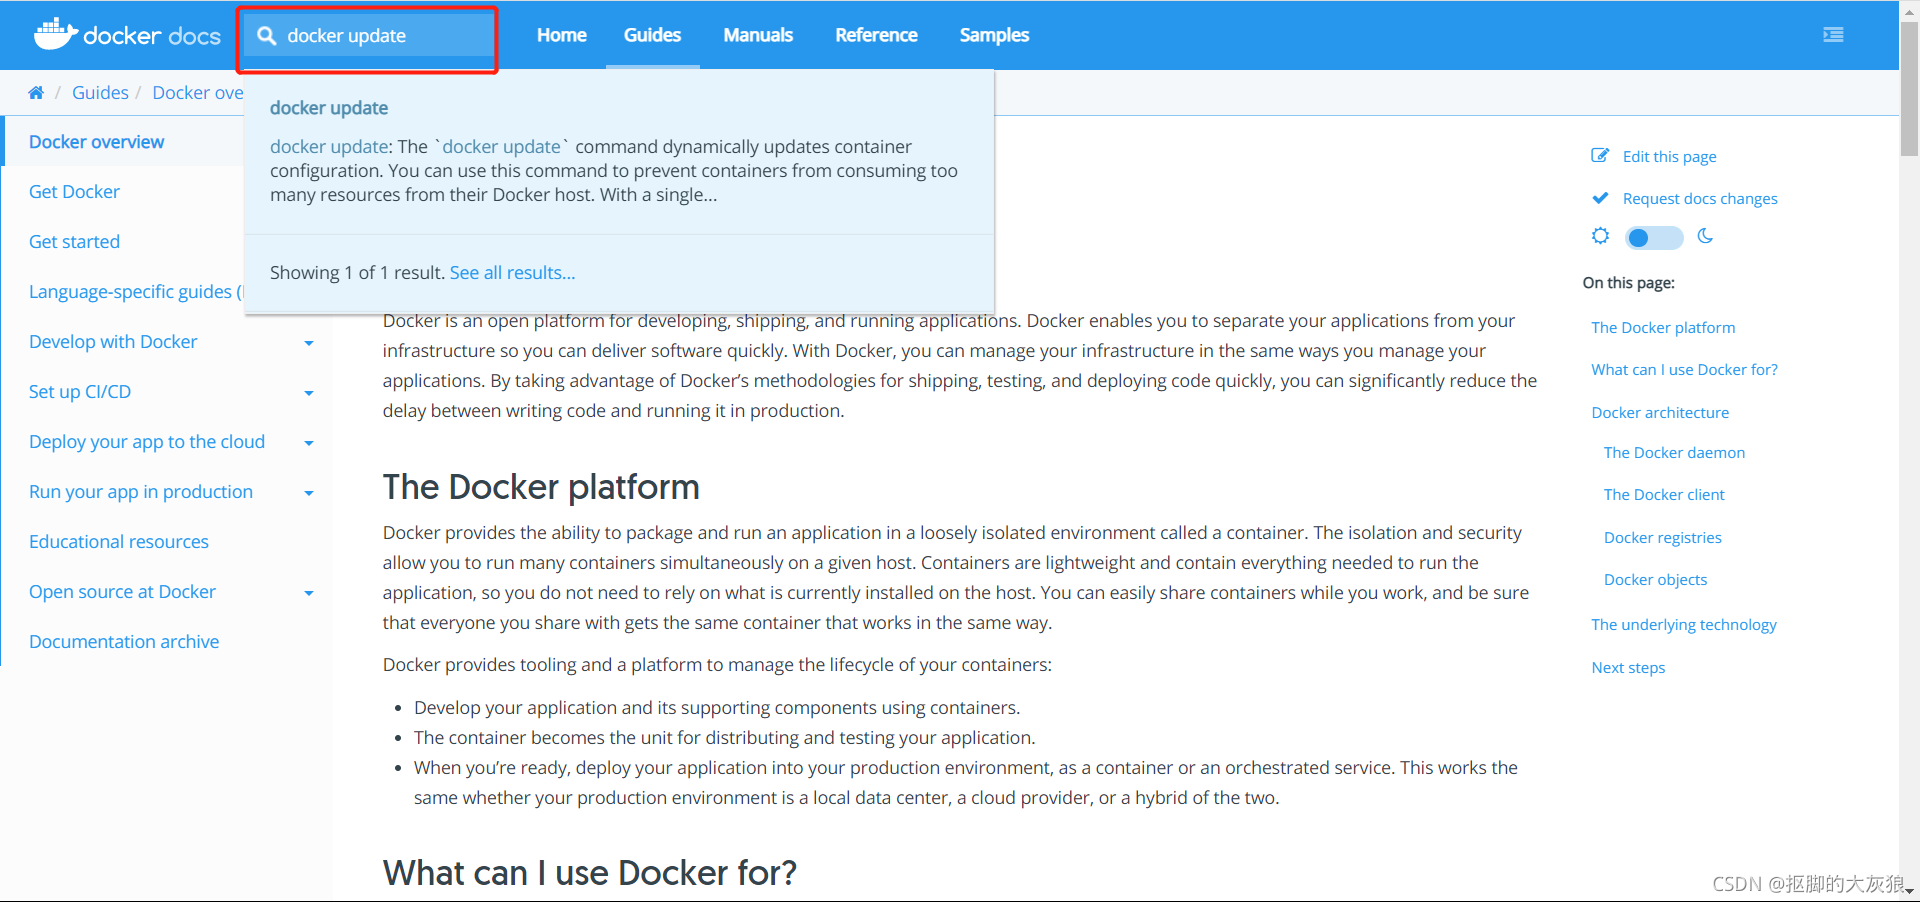 docker docs
docker update
Home
Guides
Manuals
Reference
Samples
/ Guides / Docker ove
docker update
docker update: The `docker update` command dynamically updates container
configuration. You can use this command to prevent containers from consuming too
many resources from their Docker host. With a single...
Showing 1 of 1 result. See all results...
Docker overview
Get Docker
Get started
Language-specific guides (
Develop with Docker
Set up CI/CD
Deploy your app to the cloud
Run your app in production
Educational resources
Open source at Docker
Documentation archive
Docker is an open platform for developing, shipping, and running applications. Docker enables you to separate your applications from your
infrastructure so you can deliver software quickly. With Docker, you can manage your infrastructure in the same ways you manage your
applications. By taking advantage of Docker’s methodologies for shipping, testing, and deploying code quickly, you can significantly reduce the
delay between writing code and running it in production.
The Docker platform
Docker provides the ability to package and run an application in a loosely isolated environment called a container. The isolation and security
allow you to run many containers simultaneously on a given host. Containers are lightweight and contain everything needed to run the
application, so you do not need to rely on what is currently installed on the host. You can easily share containers while you work, and be sure
that everyone you share with gets the same container that works in the same way.
Docker provides tooling and a platform to manage the lifecycle of your containers:
• Develop your application and its supporting components using containers.
• The container becomes the unit for distributing and testing your application.
• When you’re ready, deploy your application into your production environment, as a container or an orchestrated service. This works the
same whether your production environment is a local data center, a cloud provider, or a hybrid of the two.
What can I use Docker for?
Edit this page
Request docs changes
On this page:
The Docker platform
What can I use Docker for?
Docker architecture
The Docker daemon
The Docker client
Docker registries
Docker objects
The underlying technology
Next steps
CSDN @抠脚的大灰狼